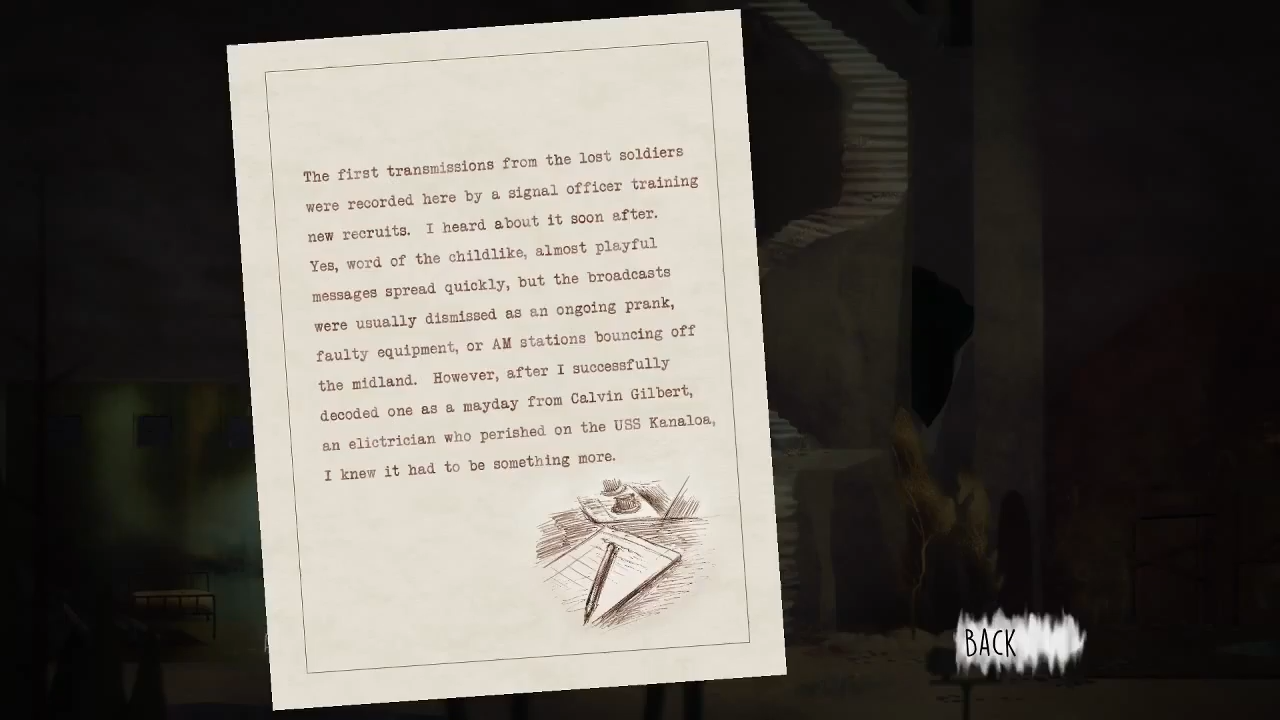 The first transmissions from the lost soldiers
were recorded here by a signal officer training
new recruits.  I heard about it soon after.
Yes, word of the childlike, almost playful
messages spread quickly, but the broadcasts
were usually dismissed as an ongoing prank,
faulty equipment, or AM stations bouncing off
the midland.  However, after I successfully
decoded one as a mayday from Calvin Gilbert,
an elictrician who perished on the USS Kanaloa,
I knew it had to be something more.
BACK